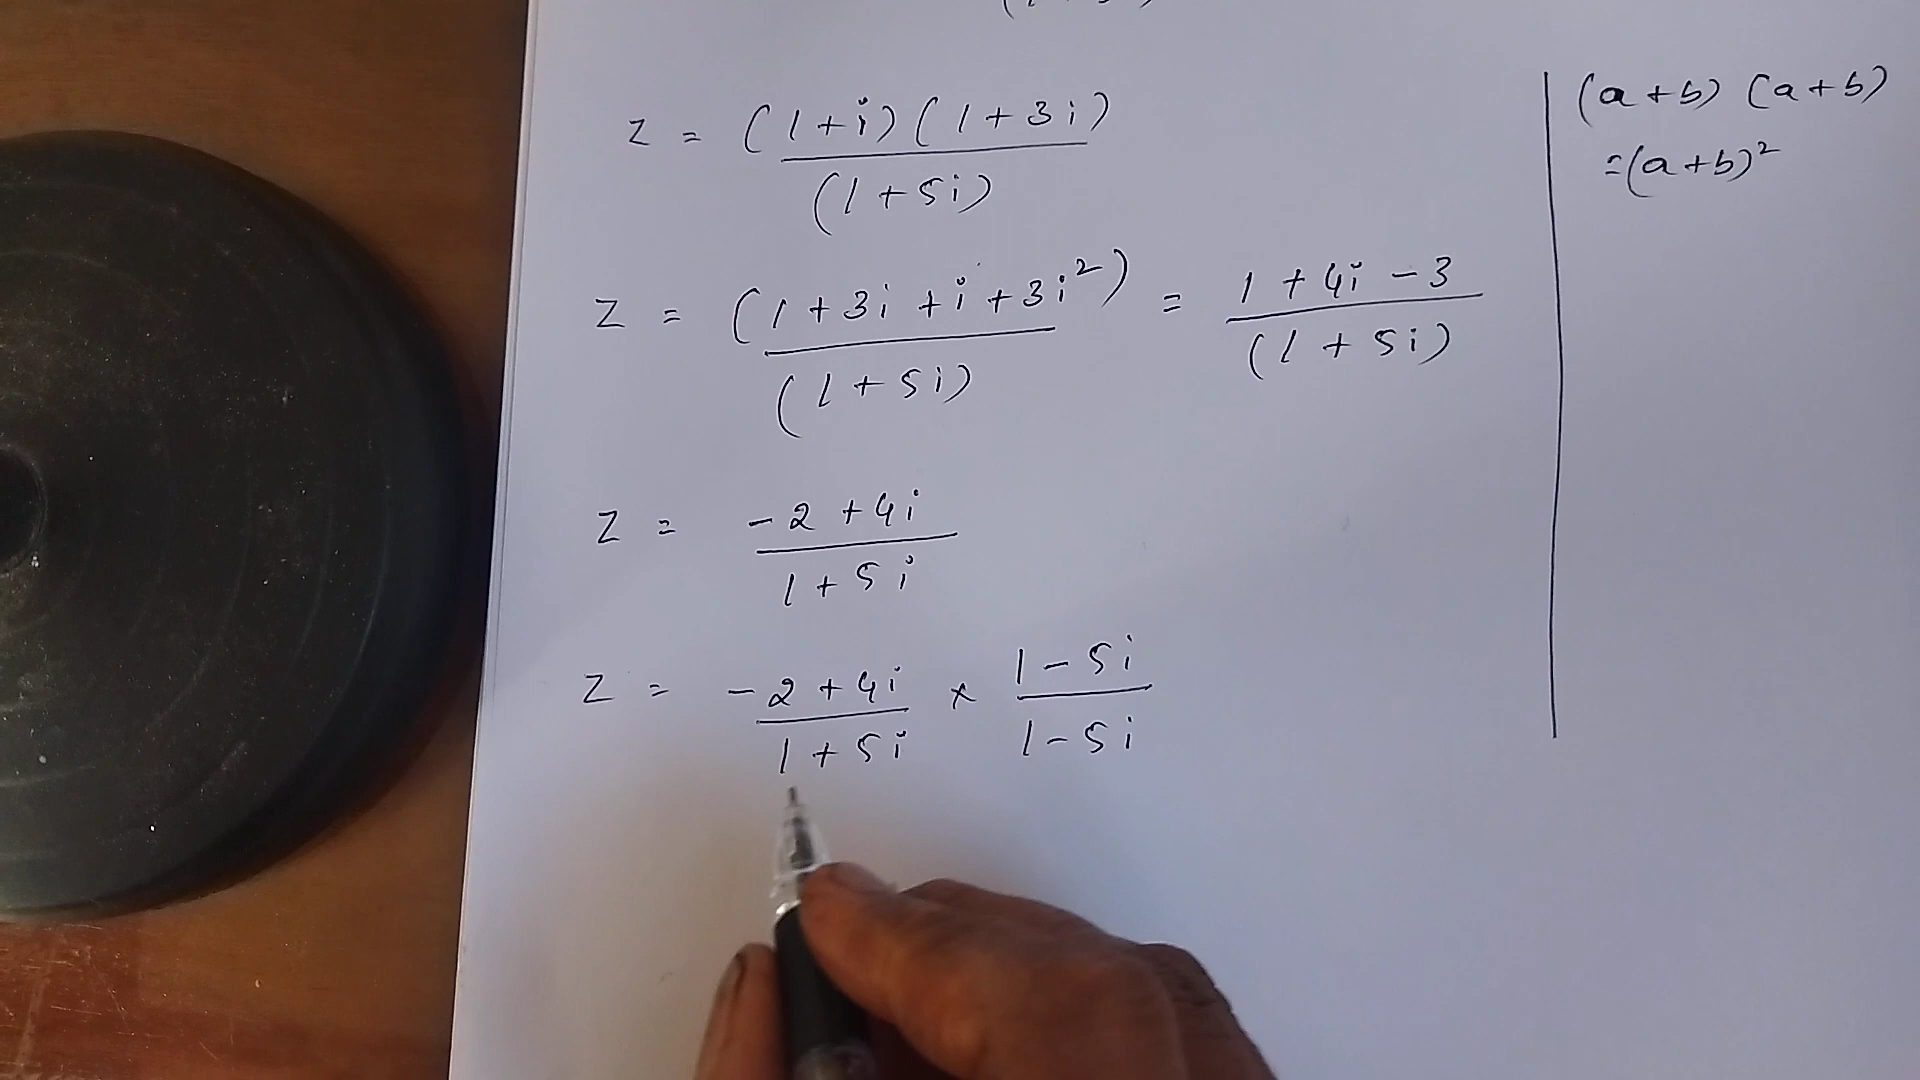 z = (1+i)(1+3i) / (1+5i)
z = (1+3i+i+3i²) / (1+5i) = 1+4i-3 / (1+5i)
z = -2+4i / 1+5i
z = -2+4i / 1+5i × 1-5i / 1-5i
(a+b) (a+b)
=(a+b)²